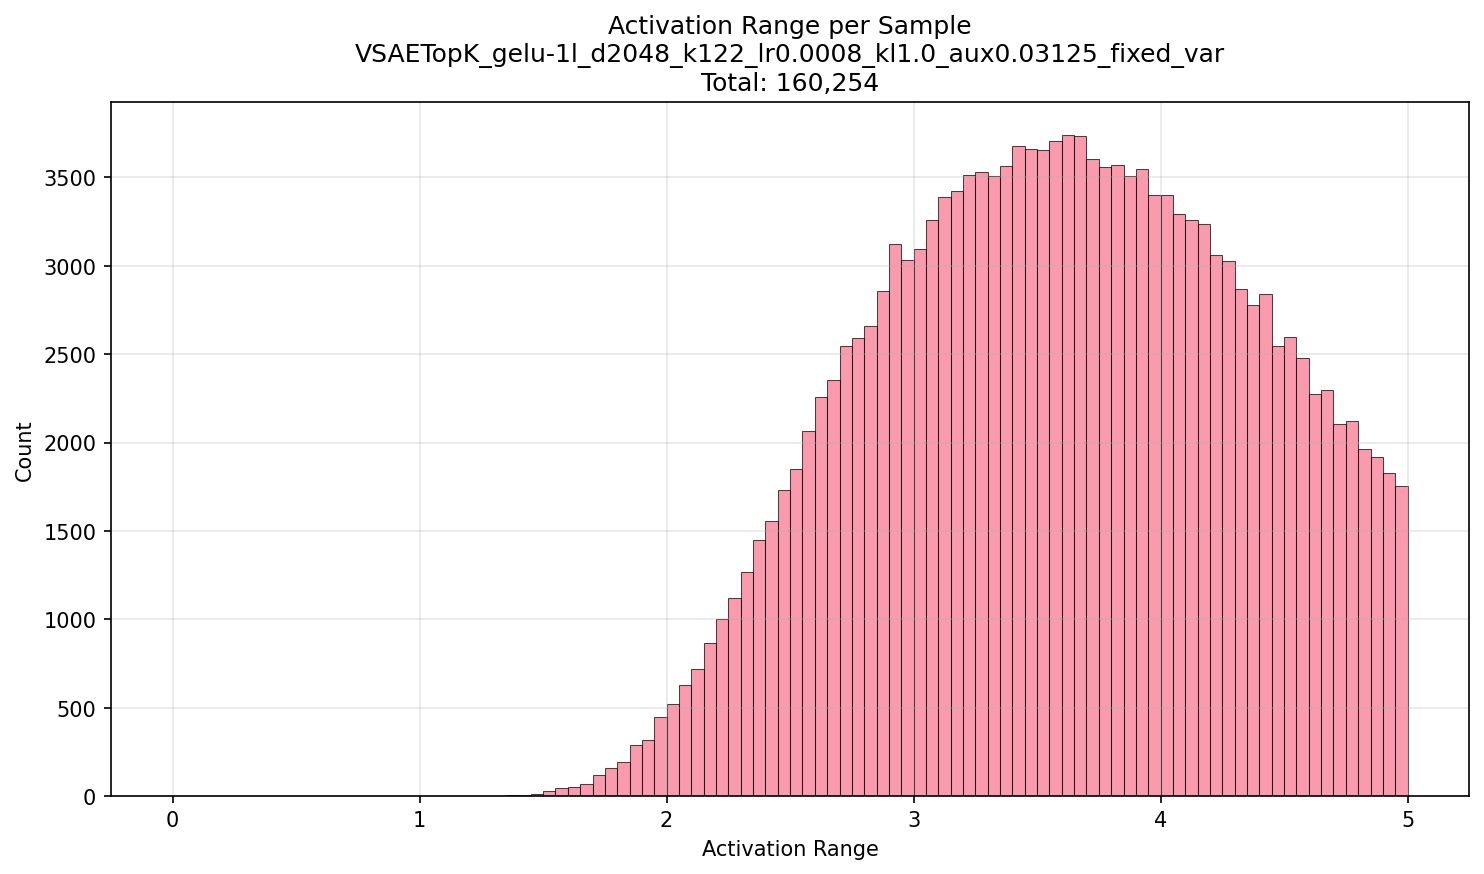 Activation Range per Sample
VSAETopK_gelu-1l_d2048_k122_lr0.0008_kl1.0_aux0.03125_fixed_var
Total: 160,254
3500
3000
2500
2000
1500
1000
500
0
Count
0 1 2 3 4 5
Activation Range